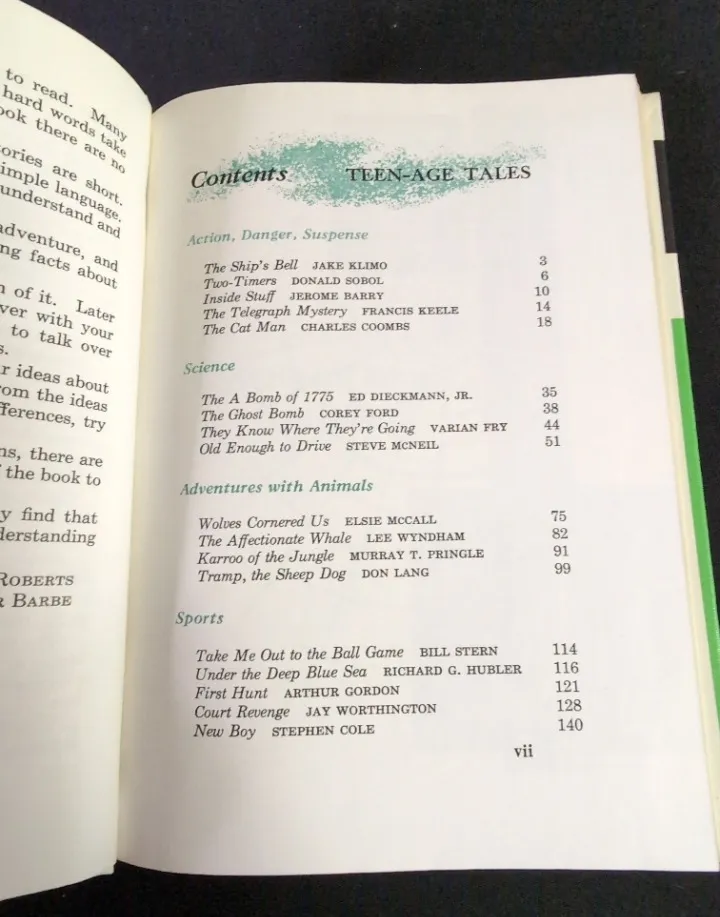 to read. Many
hard words take
ook there are no
ories are short.
imple language.
understand and
adventure, and
ng facts about
n of it. Later
ver with your
to talk over
s.
r ideas about
om the ideas
fferences, try
ns, there are
f the book to
y find that
derstanding
ROBERTS
R BARBE
Contents TEEN-AGE TALES
Action, Danger, Suspense
The Ship's Bell JAKE KLIMO 3
Two-Timers DONALD SOBOL 6
Inside Stuff JEROME BARRY 10
The Telegraph Mystery FRANCIS KEELE 14
The Cat Man CHARLES COOMBS 18
Science
The A Bomb of 1775 ED DIECKMANN, JR. 35
The Ghost Bomb COREY FORD 38
They Know Where They're Going VARIAN FRY 44
Old Enough to Drive STEVE MCNEIL 51
Adventures with Animals
Wolves Cornered Us ELSIE MCCALL 75
The Affectionate Whale LEE WYNDHAM 82
Karroo of the Jungle MURRAY T. PRINGLE 91
Tramp, the Sheep Dog DON LANG 99
Sports
Take Me Out to the Ball Game BILL STERN 114
Under the Deep Blue Sea RICHARD G. HUBLER 116
First Hunt ARTHUR GORDON 121
Court Revenge JAY WORTHINGTON 128
New Boy STEPHEN COLE 140
vii